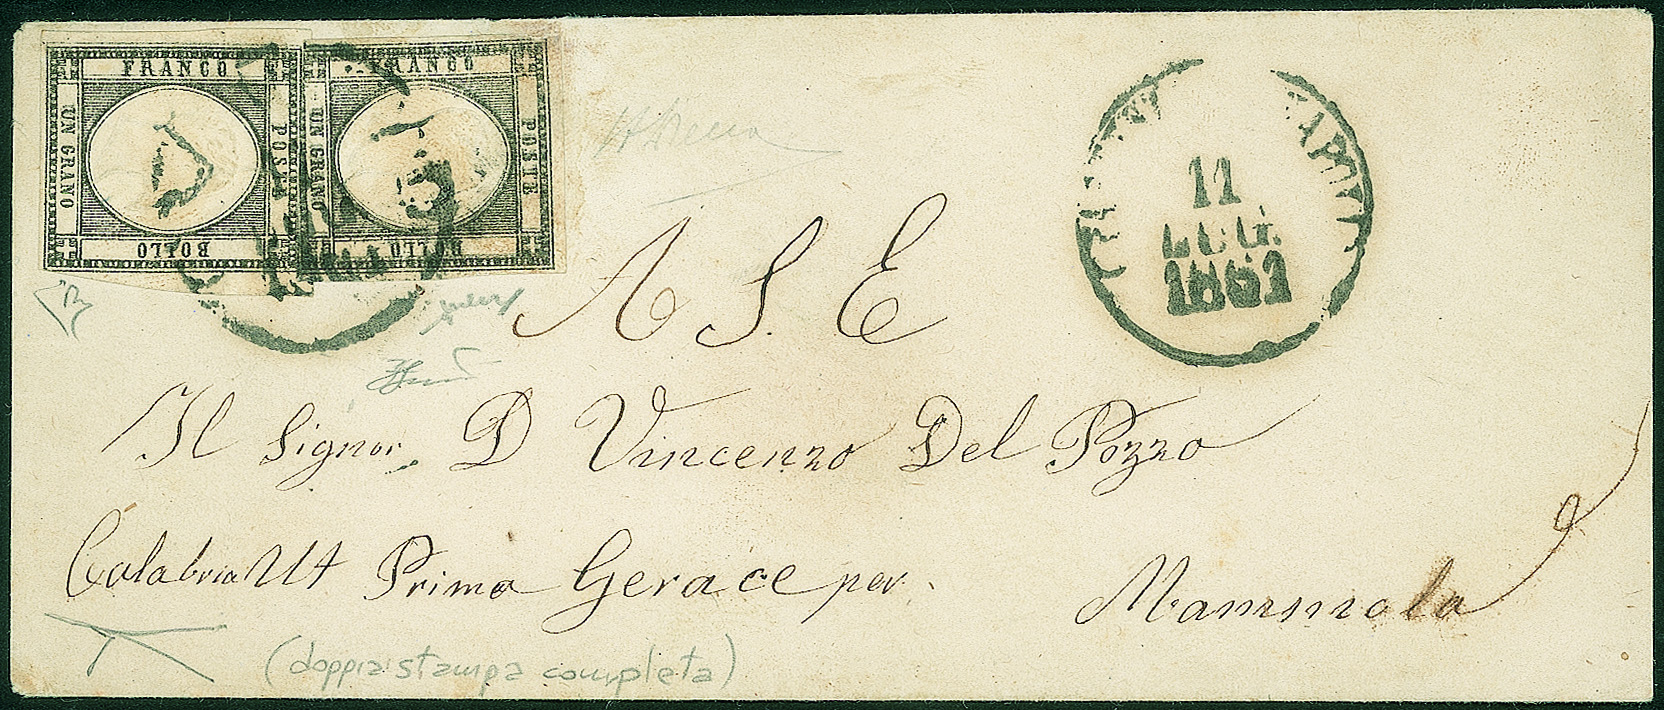 FRANCO
UN GRANO
POSTE
BOLLO
FRANCO
UN GRANO
POSTE
BOLLO
11
LUG.
1861
A S. E
Il Signor D Vincenzo Del Pozzo
Calabria Ult Prima Gerace per
Mammola
(doppia stampa completa)